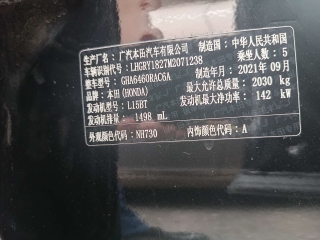 生产厂名：广汽本田汽车有限公司 制造国：中华人民共和国
车辆识别代号：LHGRY1827M2071238 乘坐人数：5
整车型号：GHA6460RAC6A 制造年月：2021年09月
品牌：本田(HONDA) 最大允许总质量：2030 kg
发动机型号：L15BT 发动机最大净功率：142 kW
发动机排量：1498 mL
外观颜色代码：NH730 内饰颜色代码：A